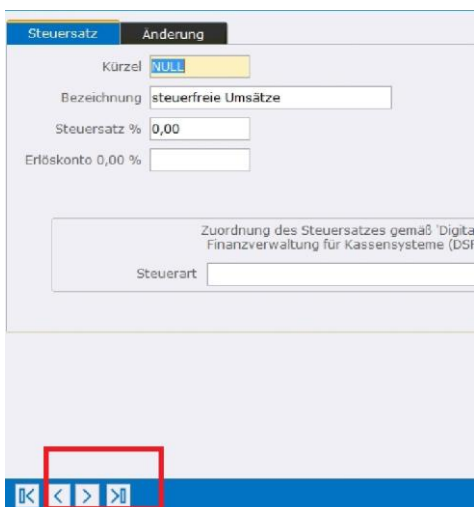 Steuersatz Änderung
Kürzel NULL
Bezeichnung steuerfreie Umsätze
Steuersatz % 0,00
Erlöskonto 0,00 %
Zuordnung des Steuersatzes gemäß 'Digita
Finanzverwaltung für Kassensysteme (DSF
Steuerart